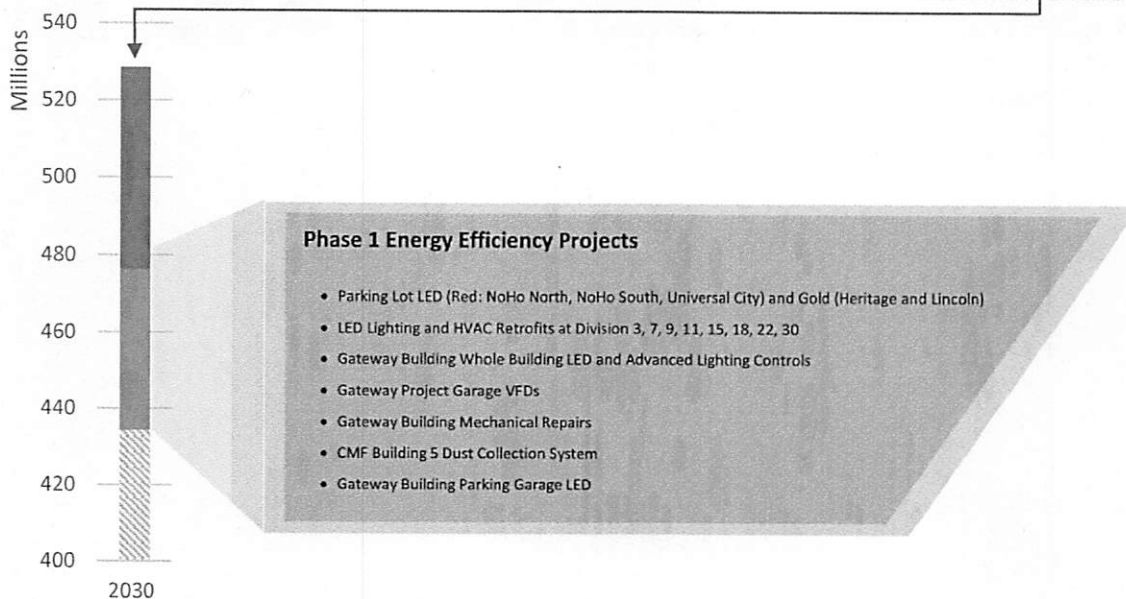 540
Millions
520
500
480
460
440
420
400
2030
Phase 1 Energy Efficiency Projects
• Parking Lot LED (Red: NoHo North, NoHo South, Universal City) and Gold (Heritage and Lincoln)
• LED Lighting and HVAC Retrofits at Division 3, 7, 9, 11, 15, 18, 22, 30
• Gateway Building Whole Building LED and Advanced Lighting Controls
• Gateway Project Garage VFDs
• Gateway Building Mechanical Repairs
• CMF Building 5 Dust Collection System
• Gateway Building Parking Garage LED